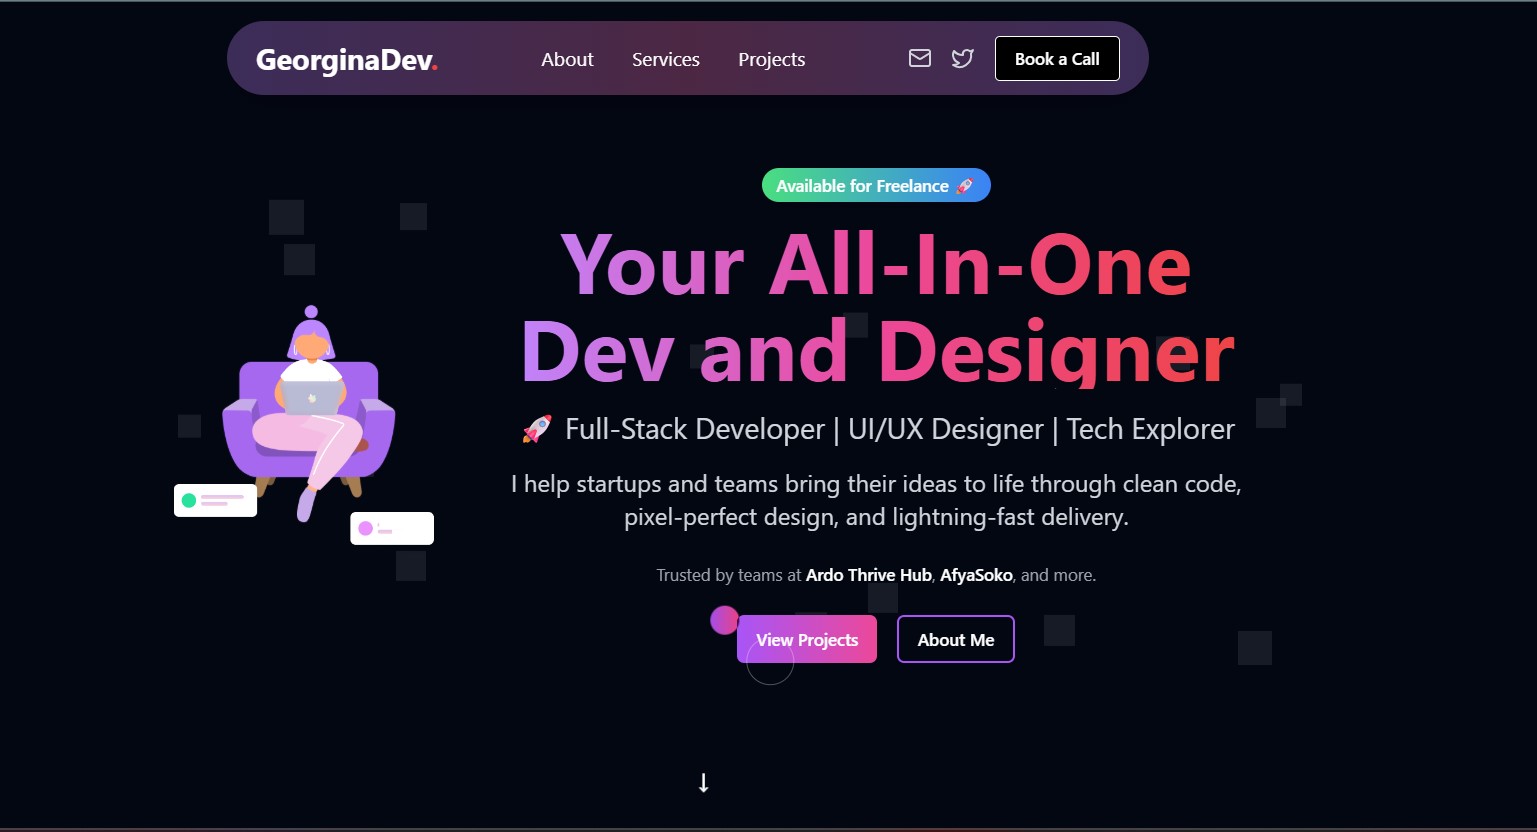 GeorginaDev.
About
Services
Projects
Book a Call
Available for Freelance 🚀
Your All-In-One
Dev and Designer
🚀 Full-Stack Developer | UI/UX Designer | Tech Explorer
I help startups and teams bring their ideas to life through clean code,
pixel-perfect design, and lightning-fast delivery.
Trusted by teams at Ardo Thrive Hub, AfyaSoko, and more.
View Projects
About Me
↓